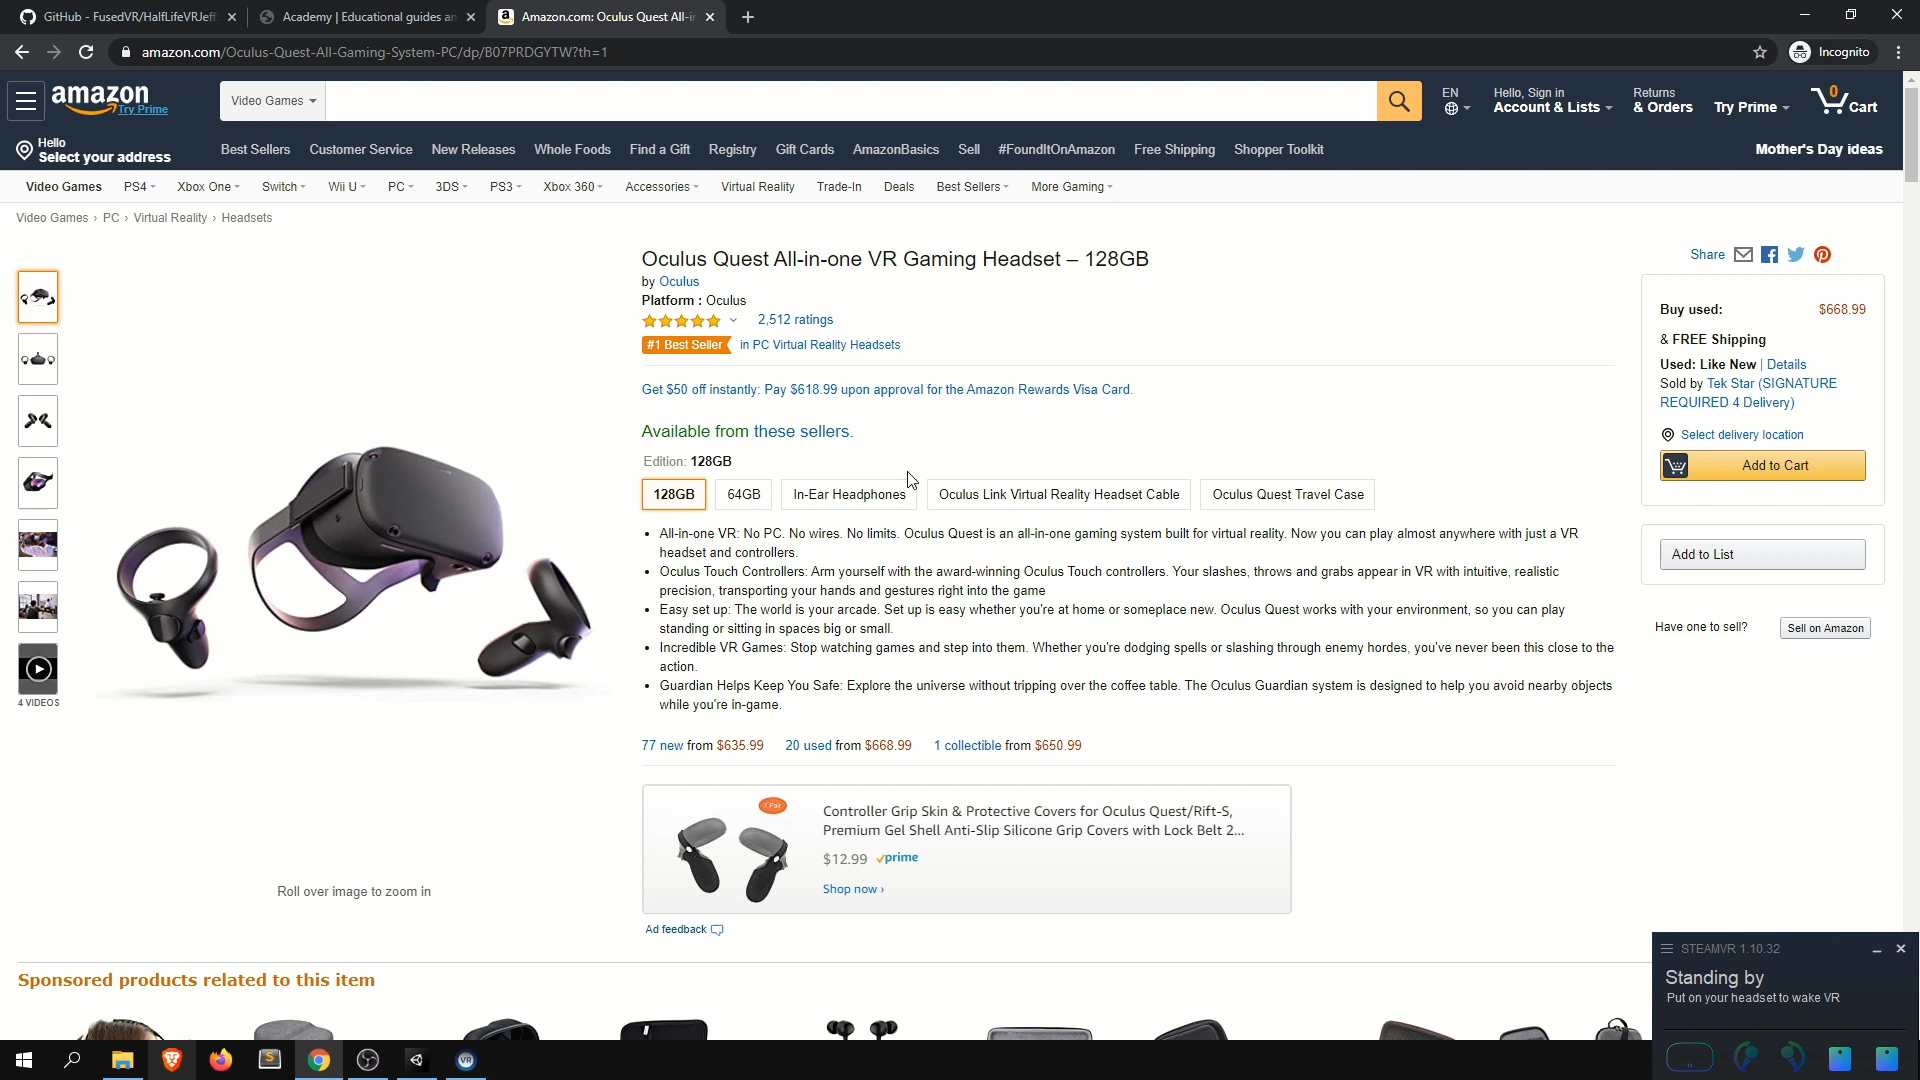 GitHub - FusedVR/HalfLifeVRJeff
Academy | Educational guides an
Amazon.com: Oculus Quest All-in
amazon.com/Oculus-Quest-All-Gaming-System-PC/dp/B07PRDGYTW?th=1
Incognito
amazon
Try Prime
Video Games
EN
Hello, Sign in
Account & Lists
Returns
& Orders
Try Prime
0
Cart
Hello
Select your address
Best Sellers Customer Service New Releases Whole Foods Find a Gift Registry Gift Cards AmazonBasics Sell #FoundItOnAmazon Free Shipping Shopper Toolkit
Mother's Day ideas
Video Games PS4 Xbox One Switch Wii U PC 3DS PS3 Xbox 360 Accessories Virtual Reality Trade-In Deals Best Sellers More Gaming
Video Games › PC › Virtual Reality › Headsets
Oculus Quest All-in-one VR Gaming Headset – 128GB
by Oculus
Platform : Oculus
2,512 ratings
#1 Best Seller in PC Virtual Reality Headsets
Get $50 off instantly: Pay $618.99 upon approval for the Amazon Rewards Visa Card.
Available from these sellers.
Edition: 128GB
128GB 64GB In-Ear Headphones Oculus Link Virtual Reality Headset Cable Oculus Quest Travel Case
• All-in-one VR: No PC. No wires. No limits. Oculus Quest is an all-in-one gaming system built for virtual reality. Now you can play almost anywhere with just a VR
headset and controllers.
• Oculus Touch Controllers: Arm yourself with the award-winning Oculus Touch controllers. Your slashes, throws and grabs appear in VR with intuitive, realistic
precision, transporting your hands and gestures right into the game
• Easy set up: The world is your arcade. Set up is easy whether you're at home or someplace new. Oculus Quest works with your environment, so you can play
standing or sitting in spaces big or small.
• Incredible VR Games: Stop watching games and step into them. Whether you're dodging spells or slashing through enemy hordes, you've never been this close to the
action.
• Guardian Helps Keep You Safe: Explore the universe without tripping over the coffee table. The Oculus Guardian system is designed to help you avoid nearby objects
while you're in-game.
77 new from $635.99 20 used from $668.99 1 collectible from $650.99
1 Pair
Controller Grip Skin & Protective Covers for Oculus Quest/Rift-S,
Premium Gel Shell Anti-Slip Silicone Grip Covers with Lock Belt 2...
$12.99 prime
Shop now ›
Ad feedback
4 VIDEOS
Roll over image to zoom in
Share
Buy used: $668.99
& FREE Shipping
Used: Like New | Details
Sold by Tek Star (SIGNATURE
REQUIRED 4 Delivery)
Select delivery location
Add to Cart
Add to List
Have one to sell? Sell on Amazon
Sponsored products related to this item
STEAMVR 1.10.32
Standing by
Put on your headset to wake VR
S
VR